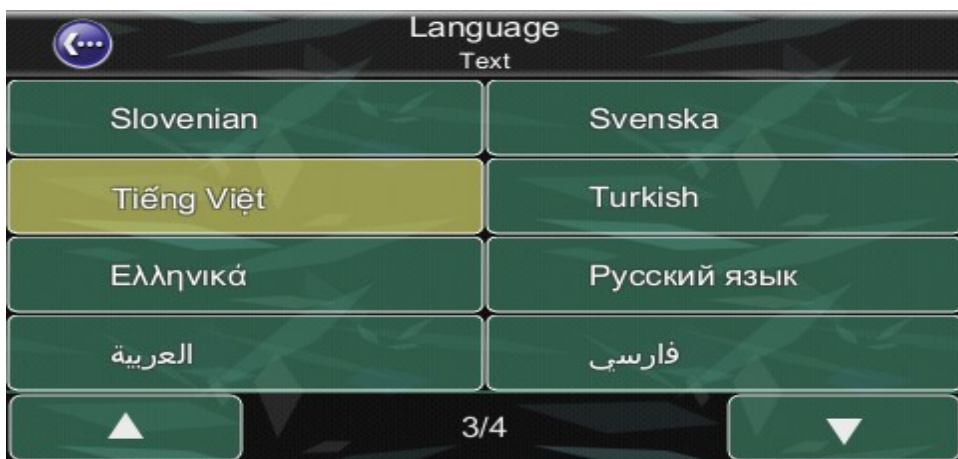 Language
Text
Slovenian
Svenska
Tiếng Việt
Turkish
Ελληνικά
Русский язык
العربية
فارسي
3/4